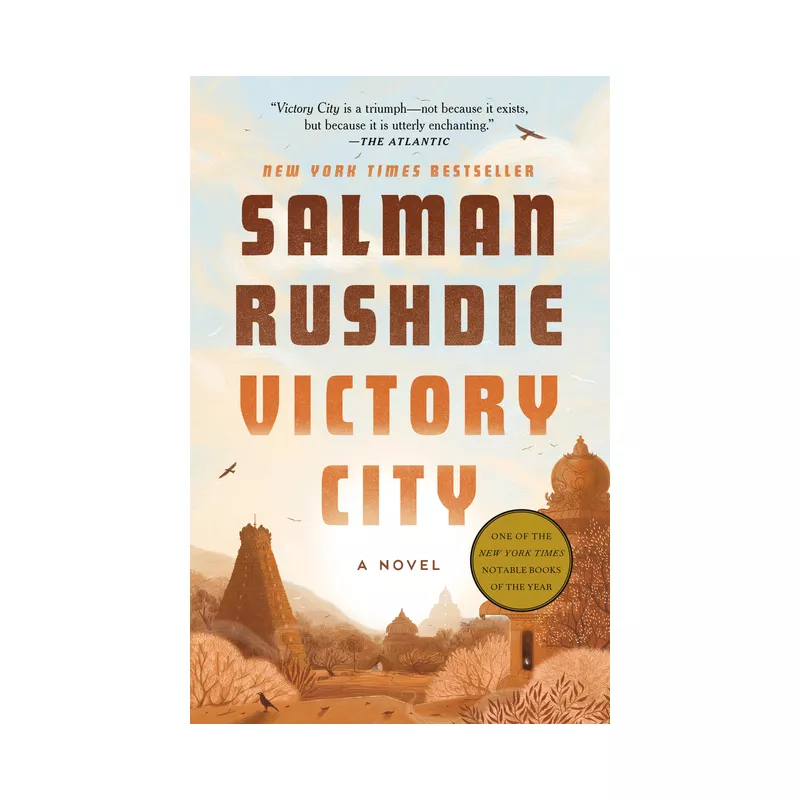 “Victory City is a triumph—not because it exists,
but because it is utterly enchanting.”
—THE ATLANTIC
NEW YORK TIMES BESTSELLER
SALMAN
RUSHDIE
VICTORY
CITY
A NOVEL
ONE OF THE
NEW YORK TIMES
NOTABLE BOOKS
OF THE YEAR